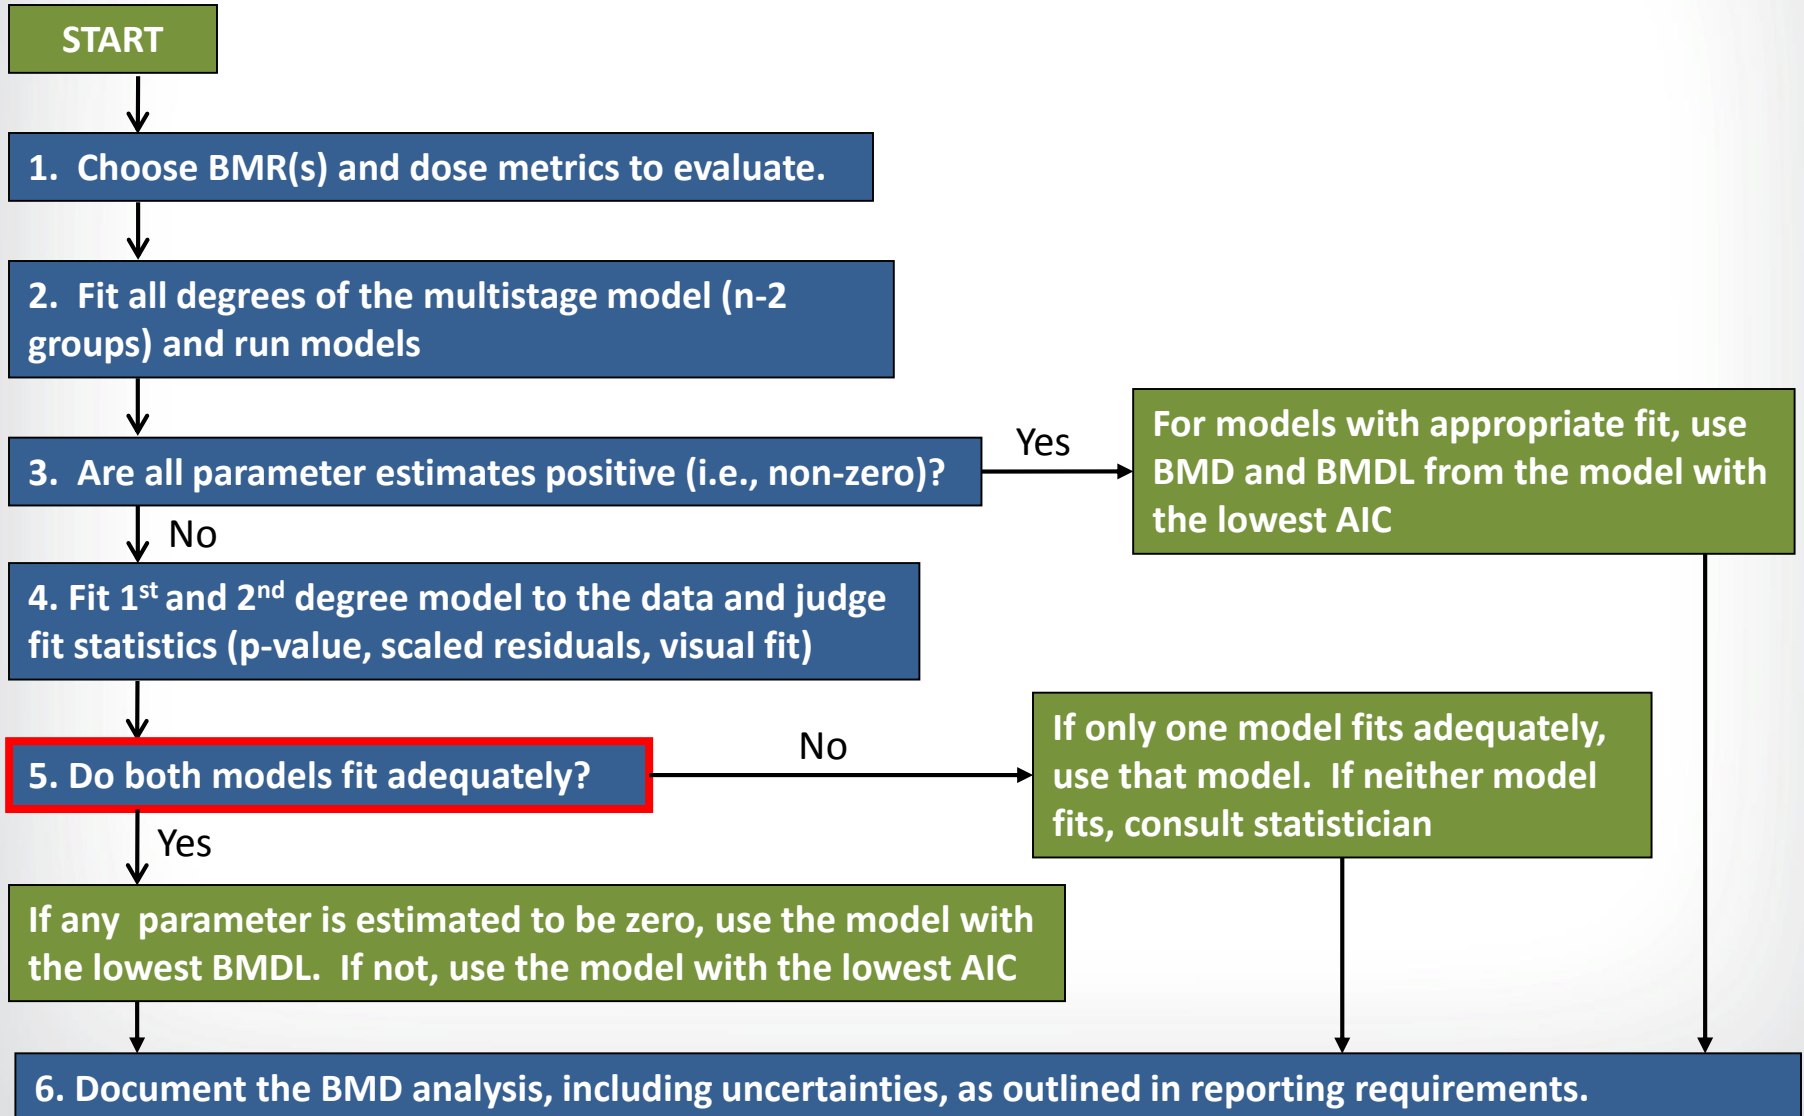 START
1.  Choose BMR(s) and dose metrics to evaluate.
2.  Fit all degrees of the multistage model (n-2
groups) and run models
3.  Are all parameter estimates positive (i.e., non-zero)?
Yes
For models with appropriate fit, use
BMD and BMDL from the model with
the lowest AIC
No
4. Fit 1st and 2nd degree model to the data and judge
fit statistics (p-value, scaled residuals, visual fit)
5. Do both models fit adequately?
No
If only one model fits adequately,
use that model.  If neither model
fits, consult statistician
Yes
If any  parameter is estimated to be zero, use the model with
the lowest BMDL.  If not, use the model with the lowest AIC
6. Document the BMD analysis, including uncertainties, as outlined in reporting requirements.